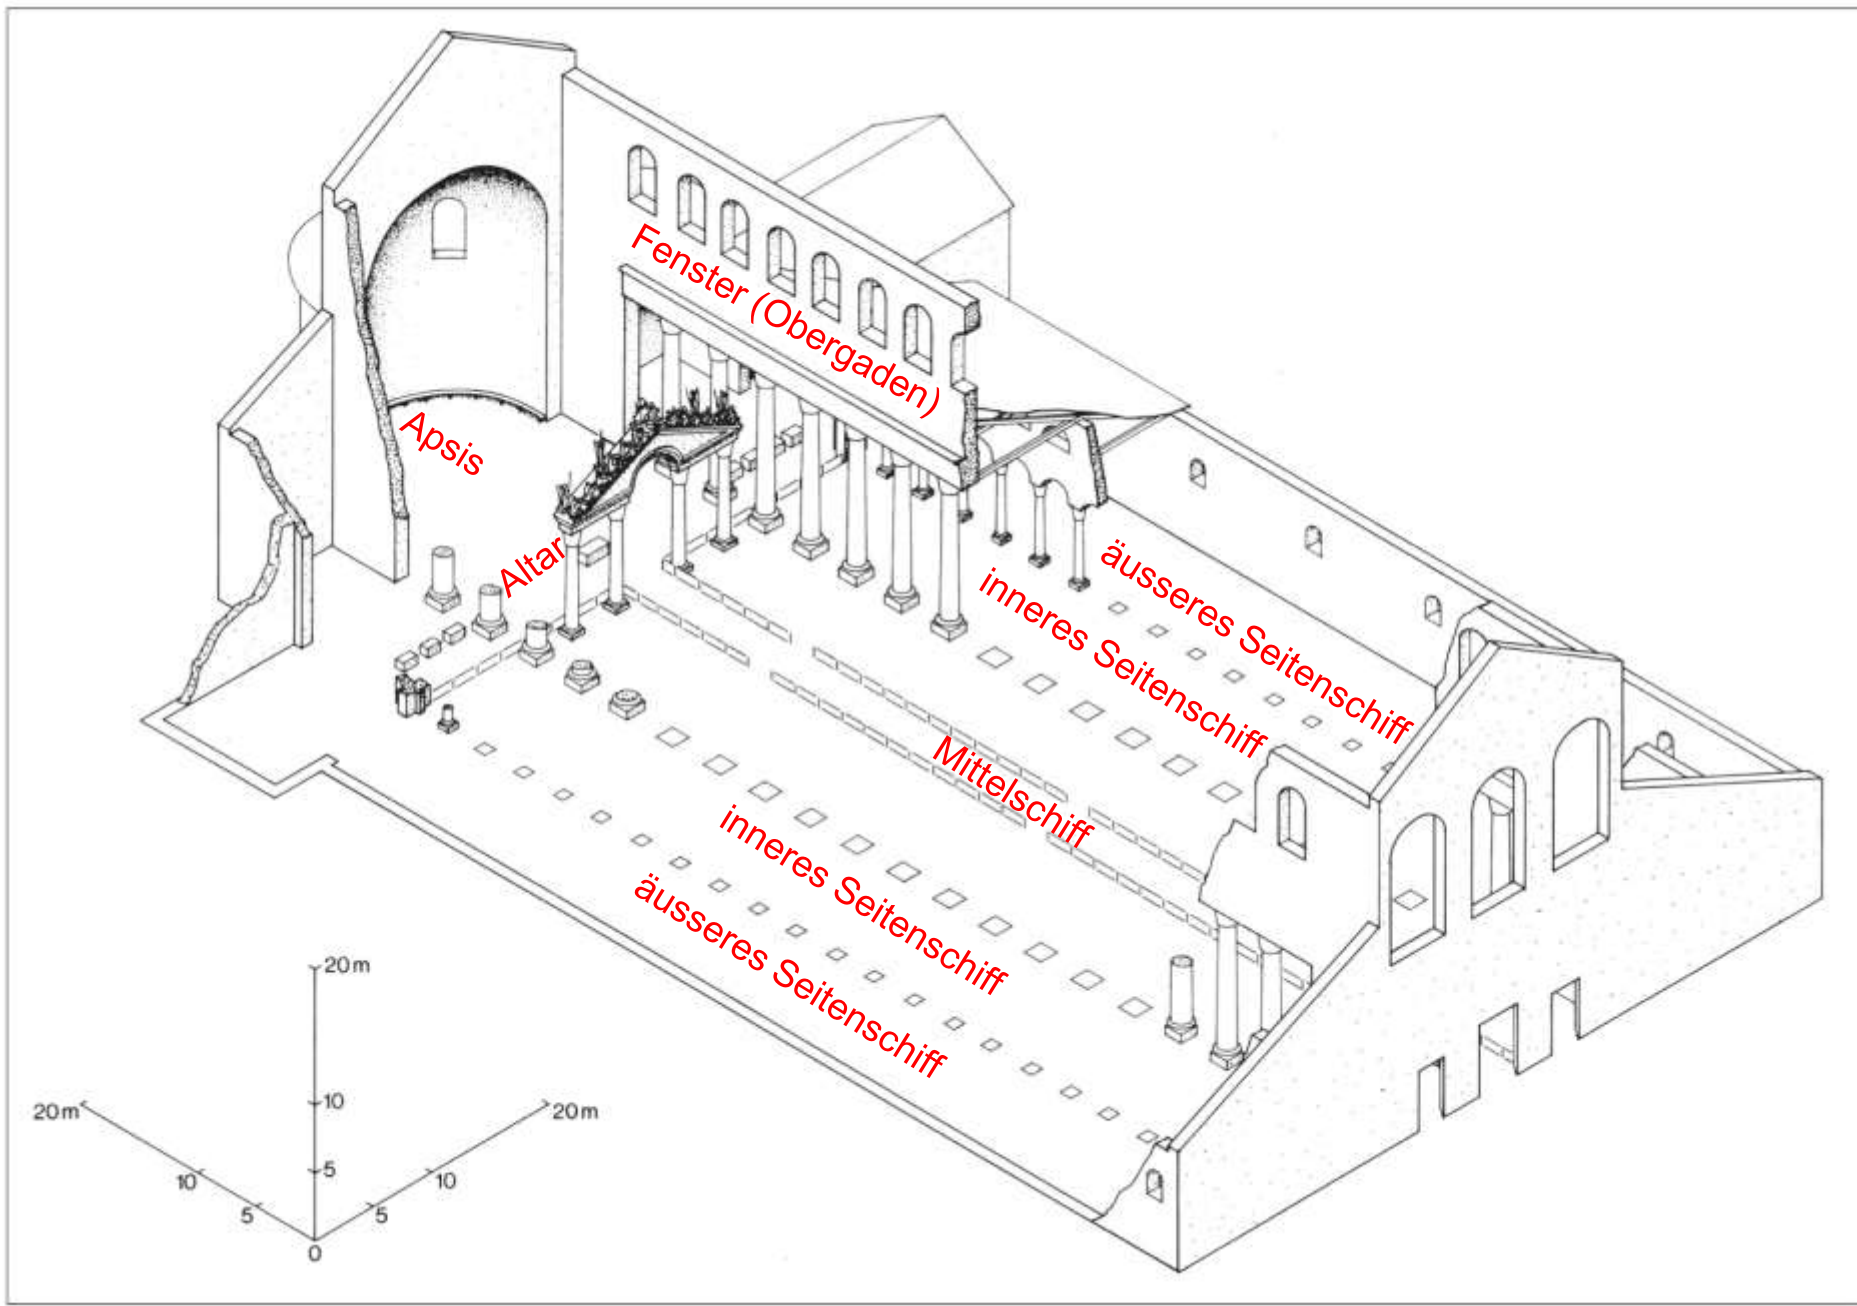 Fenster (Obergaden)
Apsis
Altar
äusseres Seitenschiff
inneres Seitenschiff
Mittelschiff
inneres Seitenschiff
äusseres Seitenschiff
20m
10
5
0
20m
10
5
5
10
20m